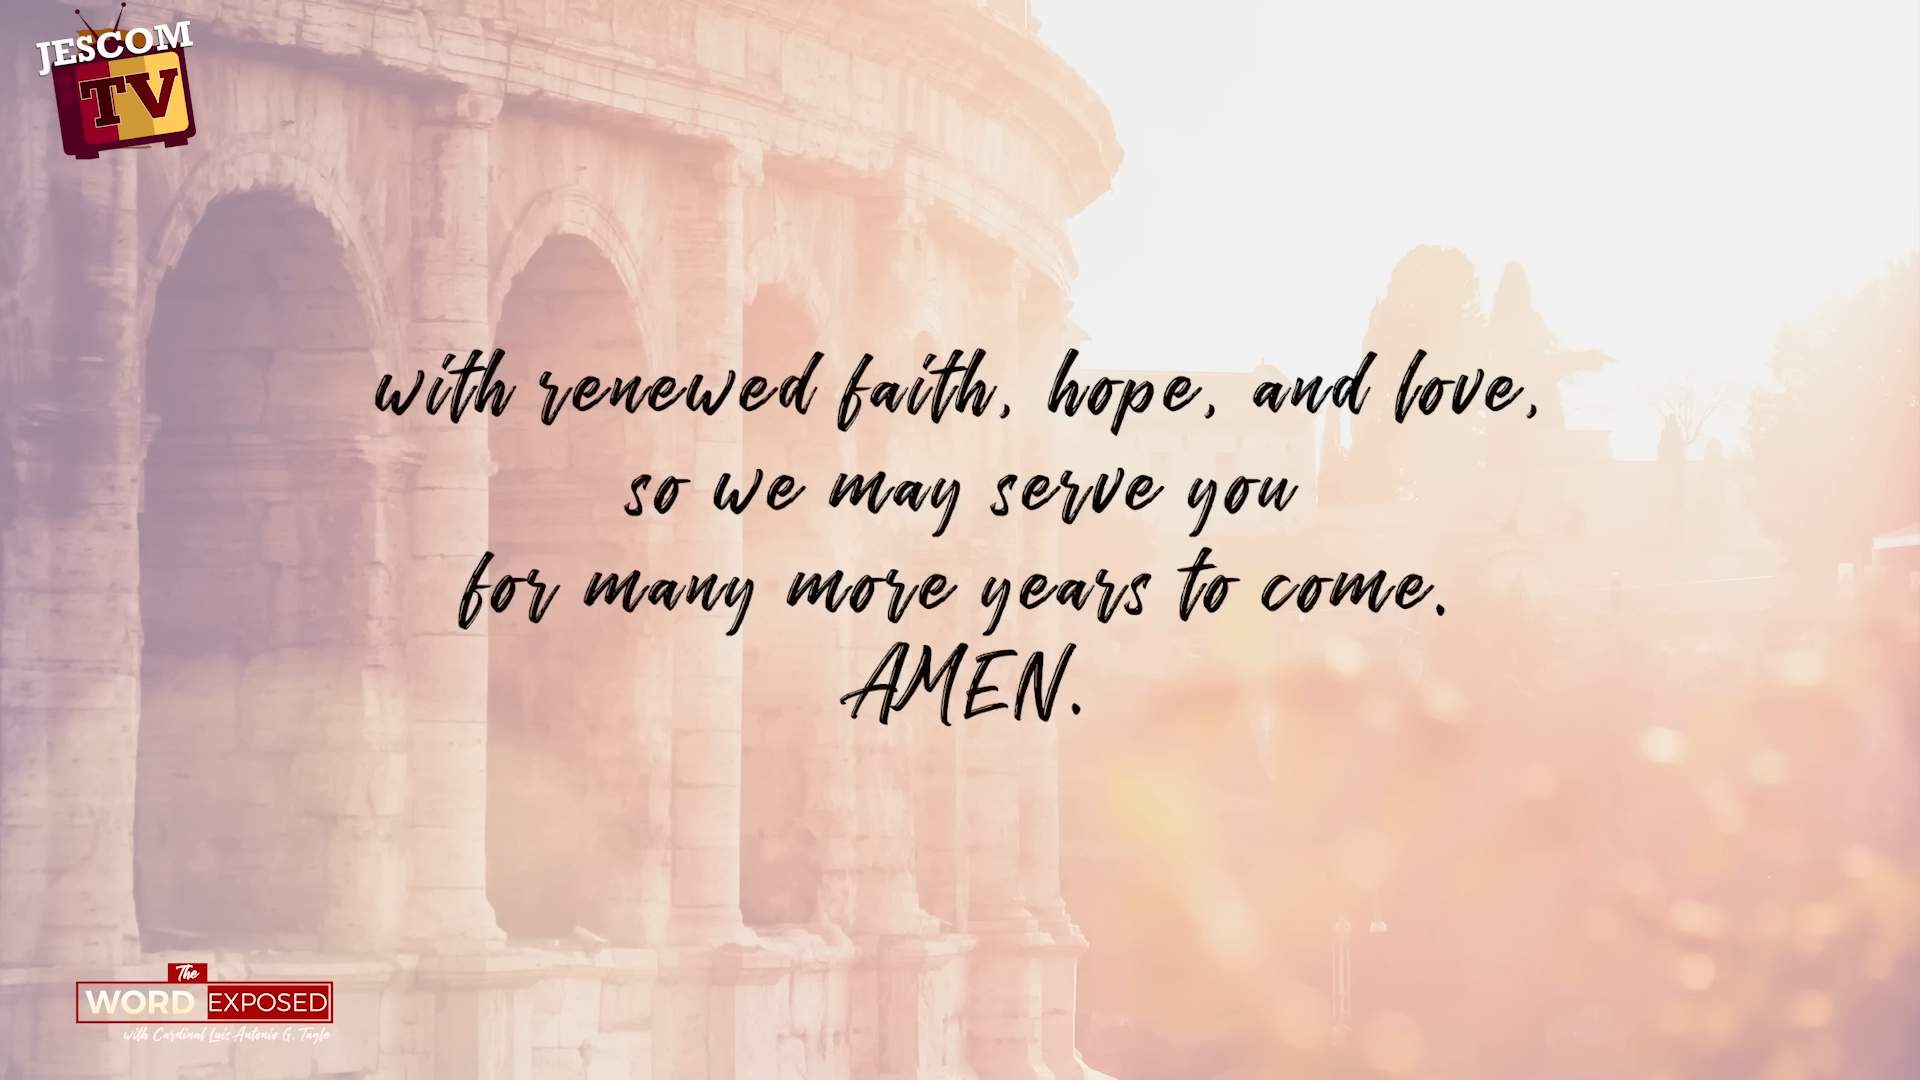 JESCOM
TV
with renewed faith, hope, and love,
so we may serve you
for many more years to come.
AMEN.
The
WORD EXPOSED
with Cardinal Luis Antonio G. Tagle